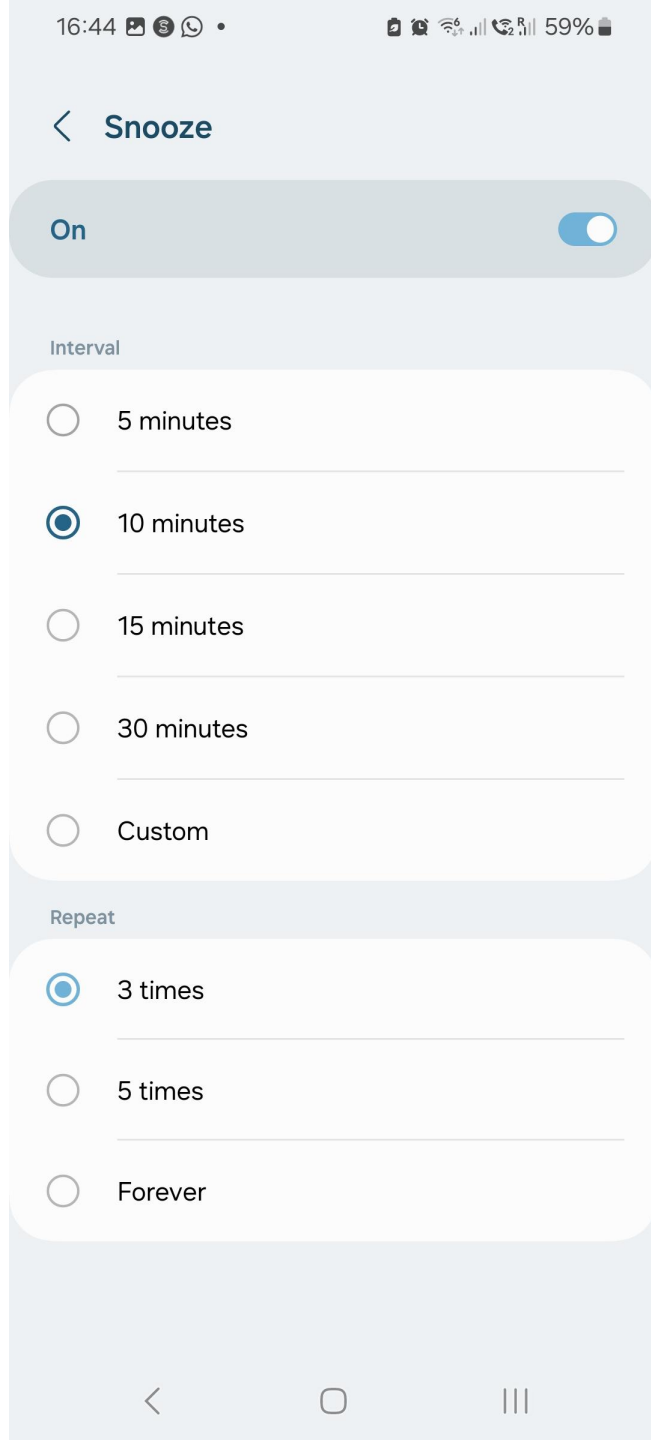 16:44
59%
Snooze
On
Interval
5 minutes
10 minutes
15 minutes
30 minutes
Custom
Repeat
3 times
5 times
Forever